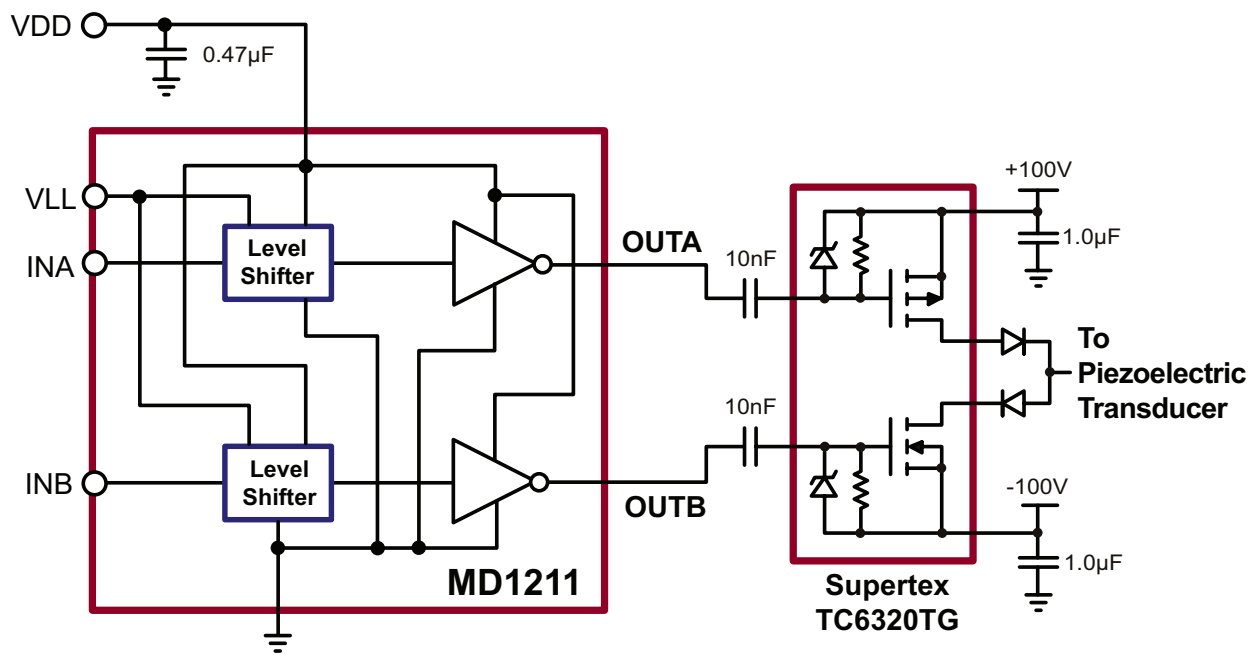 VDD
0.47µF
VLL
INA
Level
Shifter
OUTA
10nF
+100V
1.0µF
To
Piezoelectric
Transducer
INB
Level
Shifter
OUTB
10nF
-100V
1.0µF
MD1211
Supertex
TC6320TG